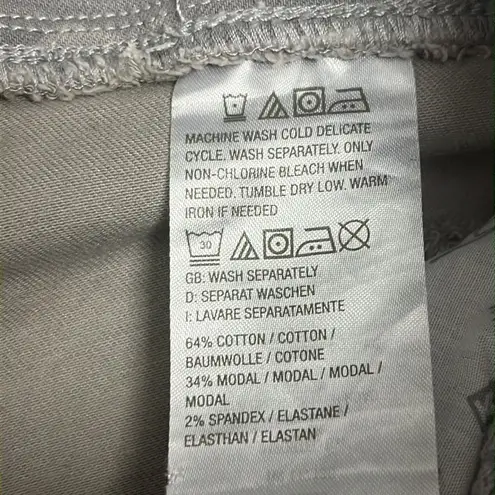 MACHINE WASH COLD DELICATE
CYCLE. WASH SEPARATELY. ONLY
NON-CHLORINE BLEACH WHEN
NEEDED. TUMBLE DRY LOW. WARM
IRON IF NEEDED
30
GB: WASH SEPARATELY
D: SEPARAT WASCHEN
I: LAVARE SEPARATAMENTE
64% COTTON / COTTON /
BAUMWOLLE / COTONE
34% MODAL / MODAL / MODAL /
MODAL
2% SPANDEX / ELASTANE /
ELASTHAN / ELASTAN